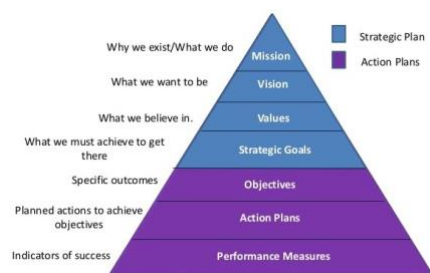 Why we exist/What we do
Mission
Strategic Plan
Action Plans
What we want to be
Vision
What we believe in.
Values
What we must achieve to get
there
Strategic Goals
Specific outcomes
Objectives
Planned actions to achieve
objectives
Action Plans
Indicators of success
Performance Measures